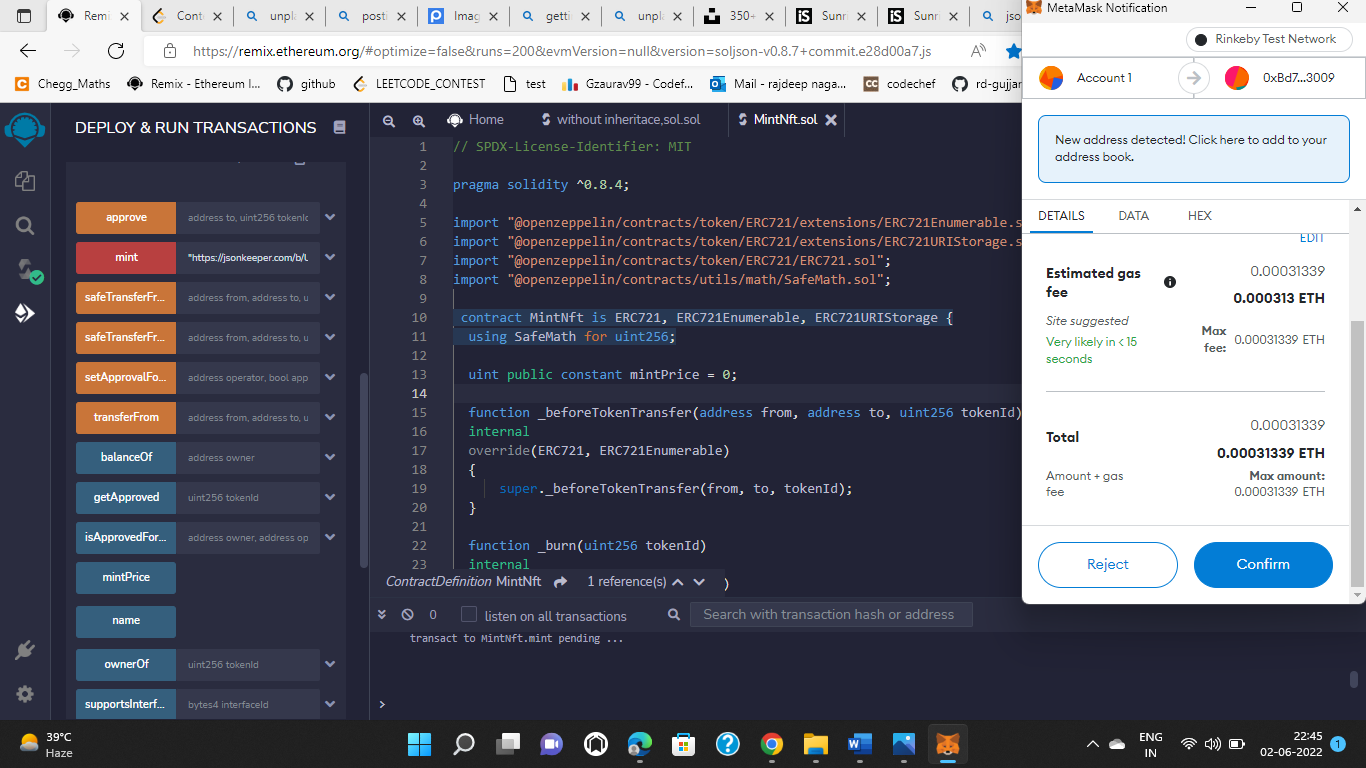 Remi
Conte
unpla
posti
Imag
getti
unpla
350+
Sunri
Sunri
jso
https://remix.ethereum.org/#optimize=false&runs=200&evmVersion=null&version=soljson-v0.8.7+commit.e28d00a7.js
Chegg_Maths
Remix - Ethereum I...
github
LEETCODE_CONTEST
test
Gzaurav99 - Codef...
Mail - rajdeep naga...
codechef
rd-gujjar
DEPLOY & RUN TRANSACTIONS
approve
address to, uint256 tokenId
mint
"https://jsonkeeper.com/b/L
safeTransferFr...
address from, address to, u
safeTransferFr...
address from, address to, u
setApprovalFo...
address operator, bool app
transferFrom
address from, address to, u
balanceOf
address owner
getApproved
uint256 tokenId
isApprovedFor...
address owner, address op
mintPrice
name
ownerOf
uint256 tokenId
supportsInterf...
bytes4 interfaceId
Home
without inheritace,sol.sol
MintNft.sol
1 // SPDX-License-Identifier: MIT
2
3 pragma solidity ^0.8.4;
4
5 import "@openzeppelin/contracts/token/ERC721/extensions/ERC721Enumerable.s
6 import "@openzeppelin/contracts/token/ERC721/extensions/ERC721URIStorage.s
7 import "@openzeppelin/contracts/token/ERC721/ERC721.sol";
8 import "@openzeppelin/contracts/utils/math/SafeMath.sol";
9
10 contract MintNft is ERC721, ERC721Enumerable, ERC721URIStorage {
11 using SafeMath for uint256;
12
13 uint public constant mintPrice = 0;
14
15 function _beforeTokenTransfer(address from, address to, uint256 tokenId)
16 internal
17 override(ERC721, ERC721Enumerable)
18 {
19 super._beforeTokenTransfer(from, to, tokenId);
20 }
21
22 function _burn(uint256 tokenId)
23 internal
ContractDefinition MintNft
1 reference(s)
)
0
listen on all transactions
Search with transaction hash or address
transact to MintNft.mint pending ...
>
MetaMask Notification
Rinkeby Test Network
Account 1
0xBd7...3009
New address detected! Click here to add to your
address book.
DETAILS
DATA
HEX
EDIT
Estimated gas
fee
0.00031339
0.000313 ETH
Site suggested
Very likely in < 15
seconds
Max
fee:
0.00031339 ETH
0.00031339
Total
0.00031339 ETH
Amount + gas
fee
Max amount:
0.00031339 ETH
Reject
Confirm
39°C
Haze
ENG
IN
22:45
02-06-2022
1